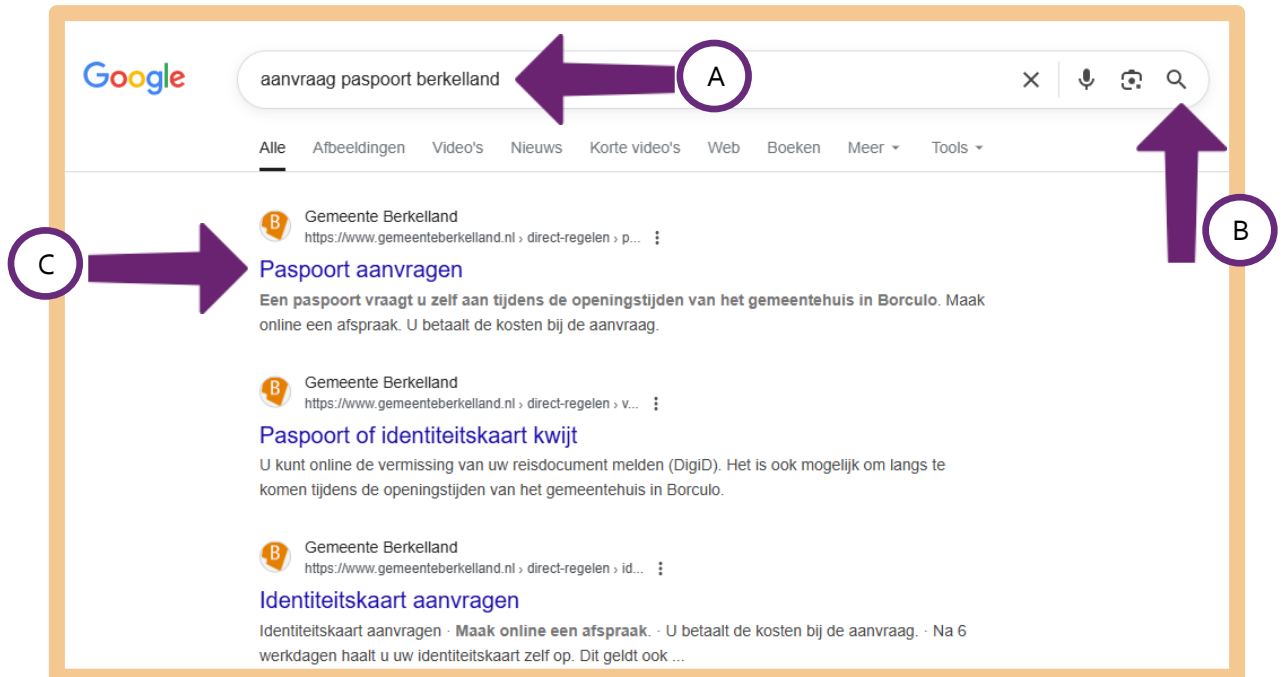 Google
aanvraag paspoort berkelland
A
Alle Afbeeldingen Video's Nieuws Korte video's Web Boeken Meer Tools
B
C
Gemeente Berkelland
https://www.gemeenteberkelland.nl › direct-regelen › p...
Paspoort aanvragen
Een paspoort vraagt u zelf aan tijdens de openingstijden van het gemeentehuis in Borculo. Maak
online een afspraak. U betaalt de kosten bij de aanvraag.
B
Gemeente Berkelland
https://www.gemeenteberkelland.nl › direct-regelen › v...
Paspoort of identiteitskaart kwijt
U kunt online de vermissing van uw reisdocument melden (DigiD). Het is ook mogelijk om langs te
komen tijdens de openingstijden van het gemeentehuis in Borculo.
B
Gemeente Berkelland
https://www.gemeenteberkelland.nl › direct-regelen › id...
Identiteitskaart aanvragen
Identiteitskaart aanvragen · Maak online een afspraak. · U betaalt de kosten bij de aanvraag. · Na 6
werkdagen haalt u uw identiteitskaart zelf op. Dit geldt ook ...
B